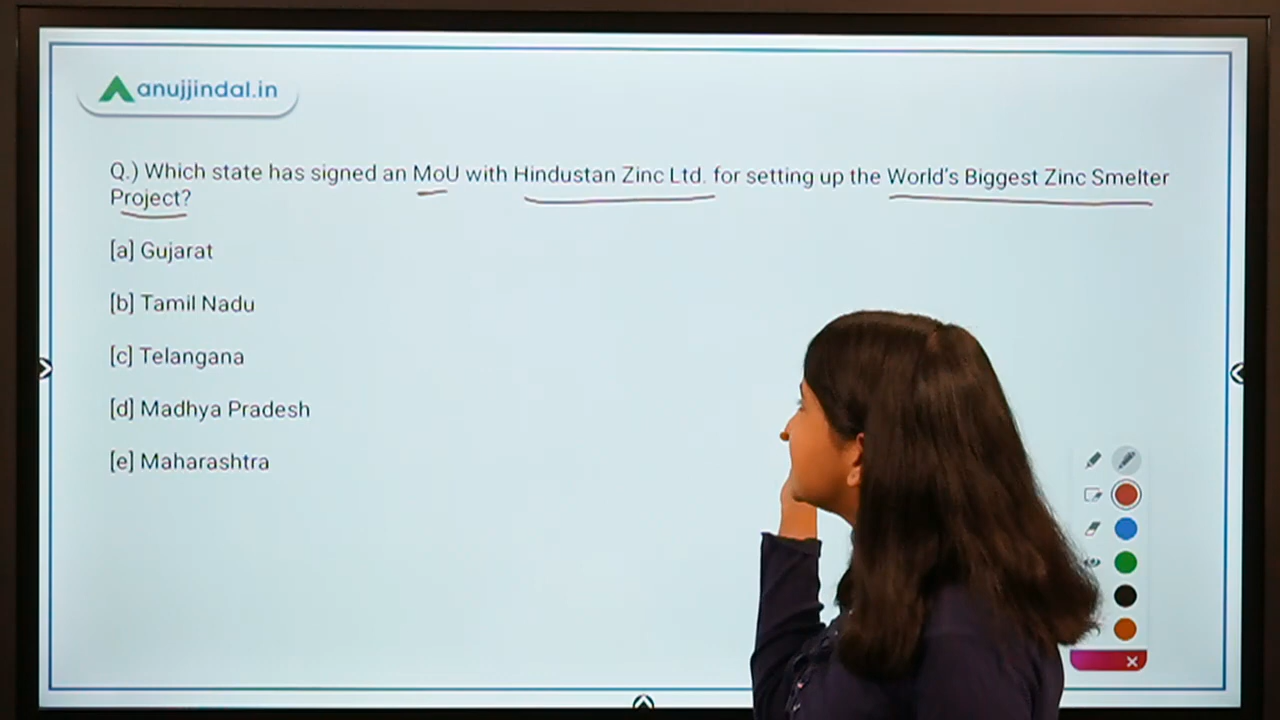 anujjindal.in
Q.) Which state has signed an MoU with Hindustan Zinc Ltd. for setting up the World's Biggest Zinc Smelter
Project?
[a] Gujarat
[b] Tamil Nadu
[c] Telangana
[d] Madhya Pradesh
[e] Maharashtra